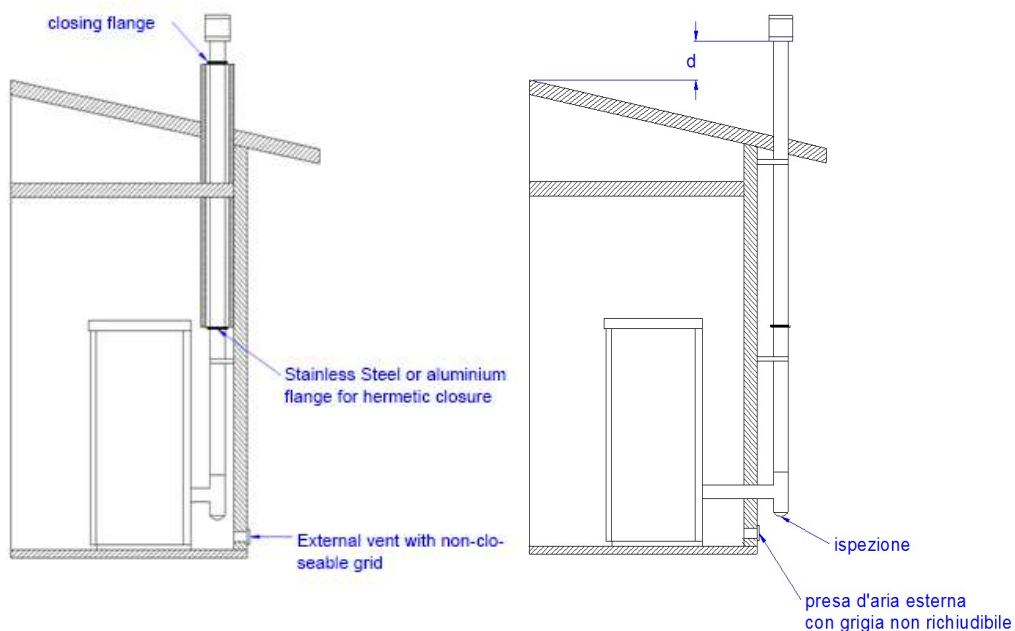 closing flange
d
Stainless Steel or aluminium
flange for hermetic closure
External vent with non-clo-
seable grid
ispezione
presa d'aria esterna
con grigia non richiudibile